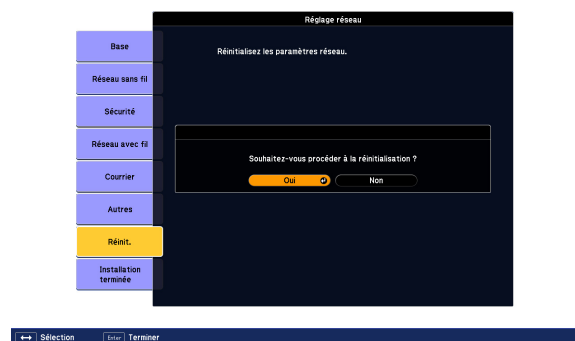 Réglage réseau
Base
Réinitialisez les paramètres réseau.
Réseau sans fil
Sécurité
Réseau avec fil
Souhaitez-vous procéder à la réinitialisation ?
Courrier
Oui
Non
Autres
Réinit.
Installation
terminée
Sélection
Enter Terminer